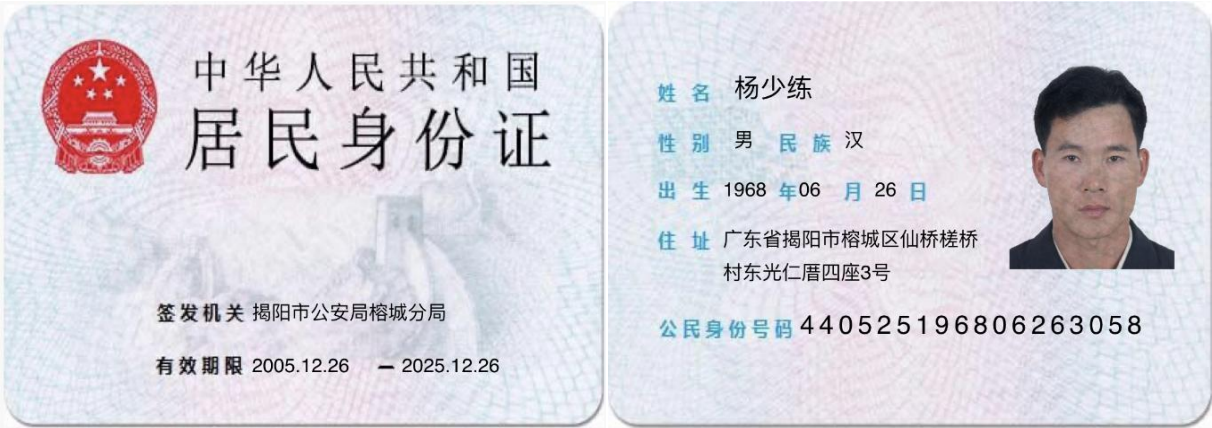 中华人民共和国
居民身份证
签发机关 揭阳市公安局榕城分局
有效期限 2005.12.26 — 2025.12.26
姓名 杨少练
性别 男 民族 汉
出生 1968 年 06 月 26 日
住址 广东省揭阳市榕城区仙桥槎桥
村东光仁厝四座3号
公民身份号码 440525196806263058